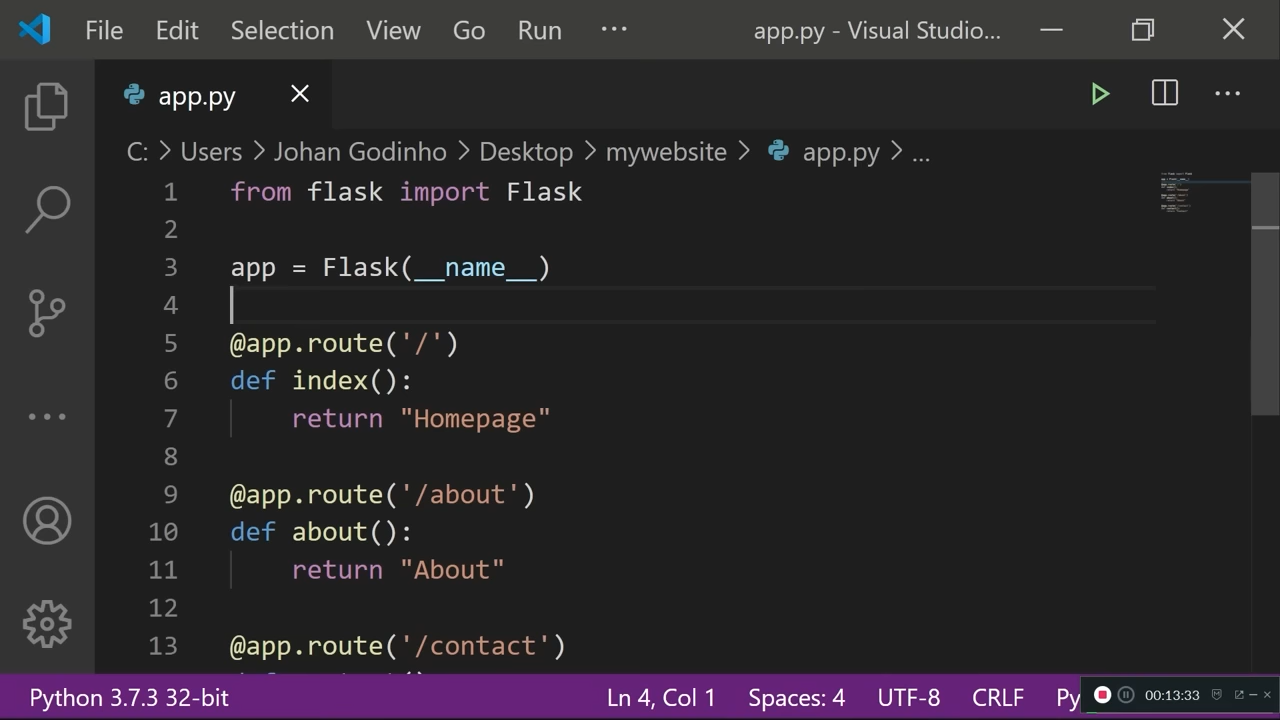 File Edit Selection View Go Run ··· app.py - Visual Studio...
app.py
C: > Users > Johan Godinho > Desktop > mywebsite > app.py > ...
1 from flask import Flask
2
3 app = Flask(__name__)
4
5 @app.route('/')
6 def index():
7 return "Homepage"
8
9 @app.route('/about')
10 def about():
11 return "About"
12
13 @app.route('/contact')
Python 3.7.3 32-bit Ln 4, Col 1 Spaces: 4 UTF-8 CRLF Py 00:13:33